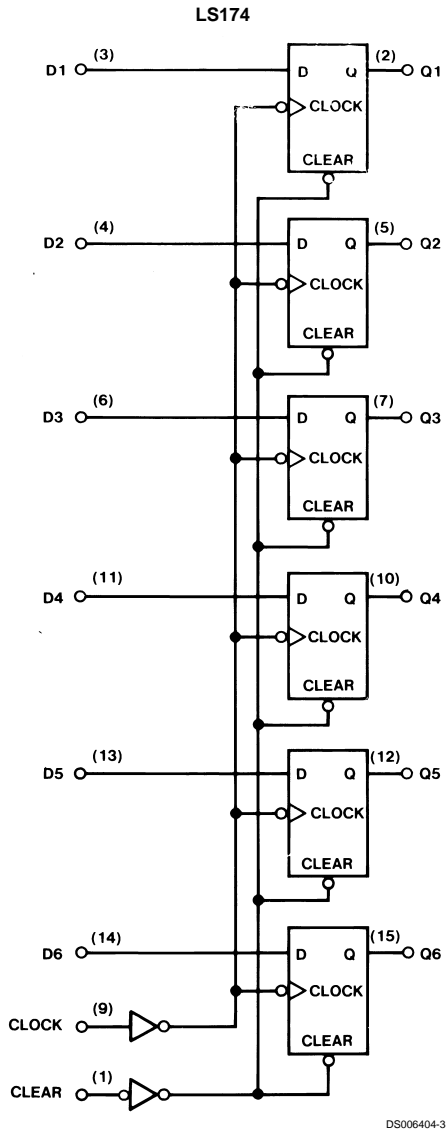 LS174
D1 (3) D Q (2) Q1
CLOCK
CLEAR
D2 (4) D Q (5) Q2
CLOCK
CLEAR
D3 (6) D Q (7) Q3
CLOCK
CLEAR
D4 (11) D Q (10) Q4
CLOCK
CLEAR
D5 (13) D Q (12) Q5
CLOCK
CLEAR
D6 (14) D Q (15) Q6
CLOCK
CLEAR
CLOCK (9)
CLEAR (1)
DS006404-3